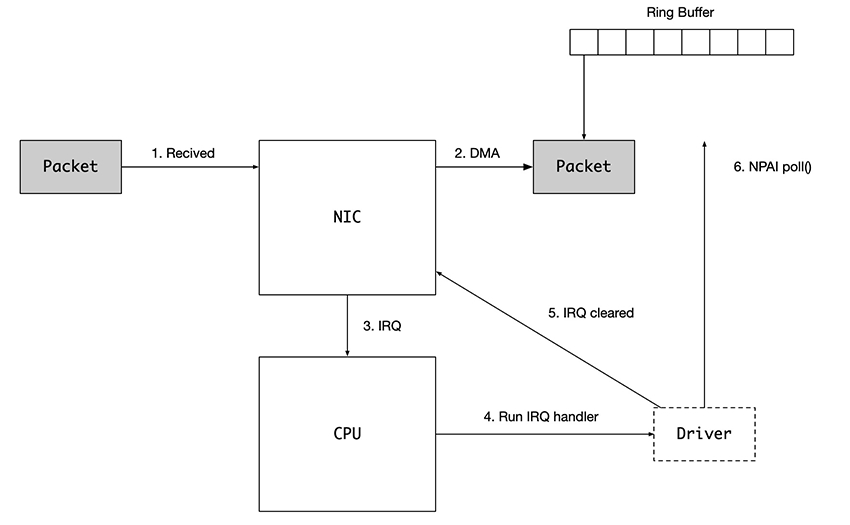 Ring Buffer
Packet
1. Recived
NIC
2. DMA
Packet
6. NPAI poll()
3. IRQ
5. IRQ cleared
CPU
4. Run IRQ handler
Driver